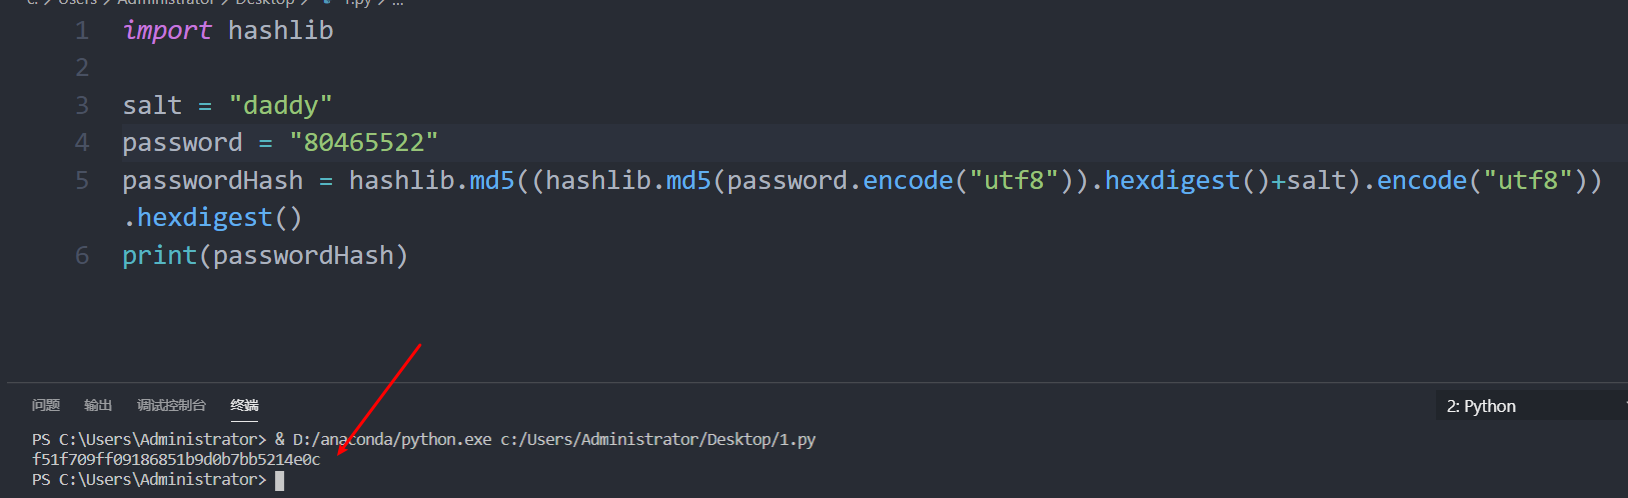 c: > Users > Administrator > Desktop > 1.py > ...
1 import hashlib
2
3 salt = "daddy"
4 password = "80465522"
5 passwordHash = hashlib.md5((hashlib.md5(password.encode("utf8")).hexdigest()+salt).encode("utf8"))
.hexdigest()
6 print(passwordHash)
问题 输出 调试控制台 终端 2: Python
PS C:\Users\Administrator> & D:/anaconda/python.exe c:/Users/Administrator/Desktop/1.py
f51f709ff09186851b9d0b7bb5214e0c
PS C:\Users\Administrator>